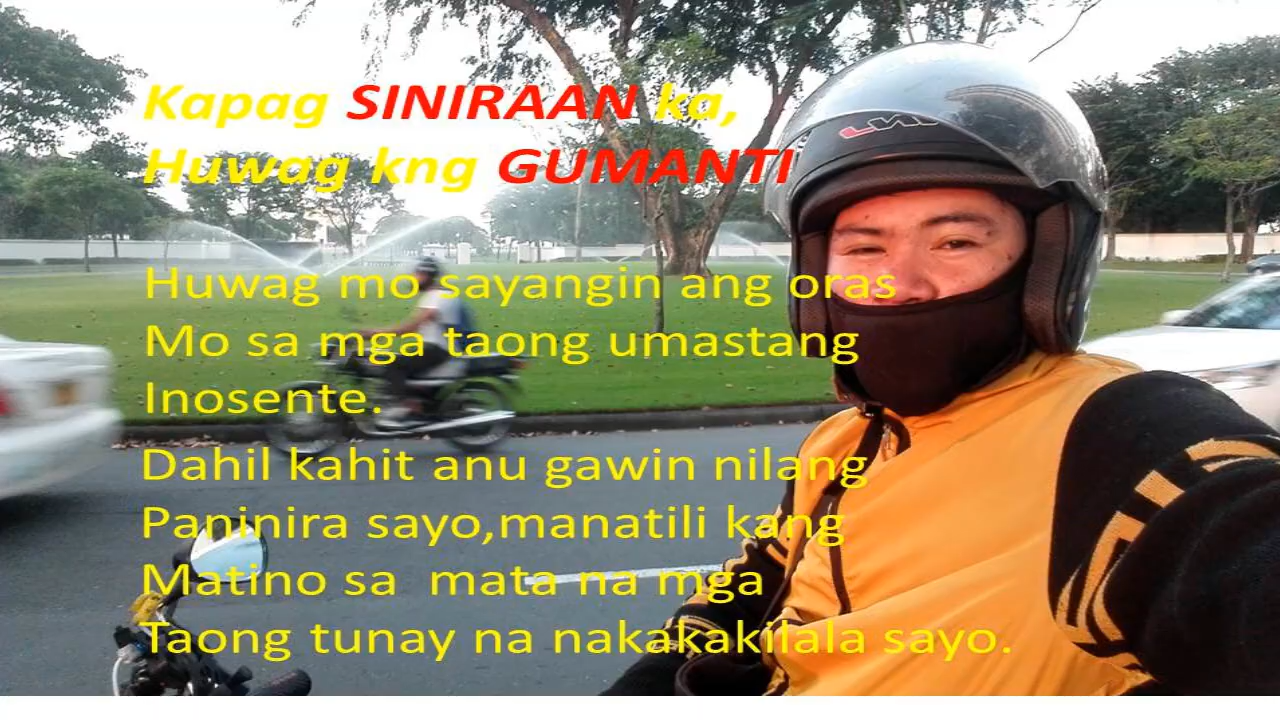 Kapag SINIRAAN ka,
Huwag kng GUMANTI
Huwag mo sayangin ang oras
Mo sa mga taong umastang
Inosente.
Dahil kahit anu gawin nilang
Paninira sayo,manatili kang
Matino sa mata na mga
Taong tunay na nakakakilala sayo.